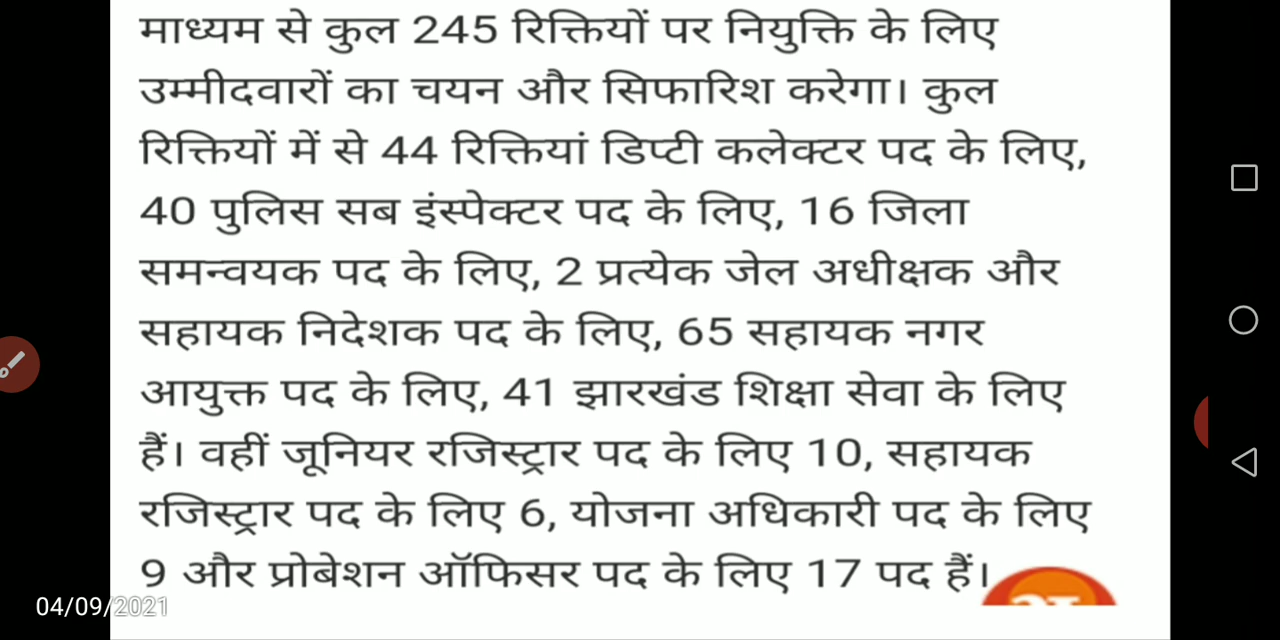 माध्यम से कुल 245 रिक्तियों पर नियुक्ति के लिए
उम्मीदवारों का चयन और सिफारिश करेगा। कुल
रिक्तियों में से 44 रिक्तियां डिप्टी कलेक्टर पद के लिए,
40 पुलिस सब इंस्पेक्टर पद के लिए, 16 जिला
समन्वयक पद के लिए, 2 प्रत्येक जेल अधीक्षक और
सहायक निदेशक पद के लिए, 65 सहायक नगर
आयुक्त पद के लिए, 41 झारखंड शिक्षा सेवा के लिए
हैं। वहीं जूनियर रजिस्ट्रार पद के लिए 10, सहायक
रजिस्ट्रार पद के लिए 6, योजना अधिकारी पद के लिए
9 और प्रोबेशन ऑफिसर पद के लिए 17 पद हैं।
04/09/2021